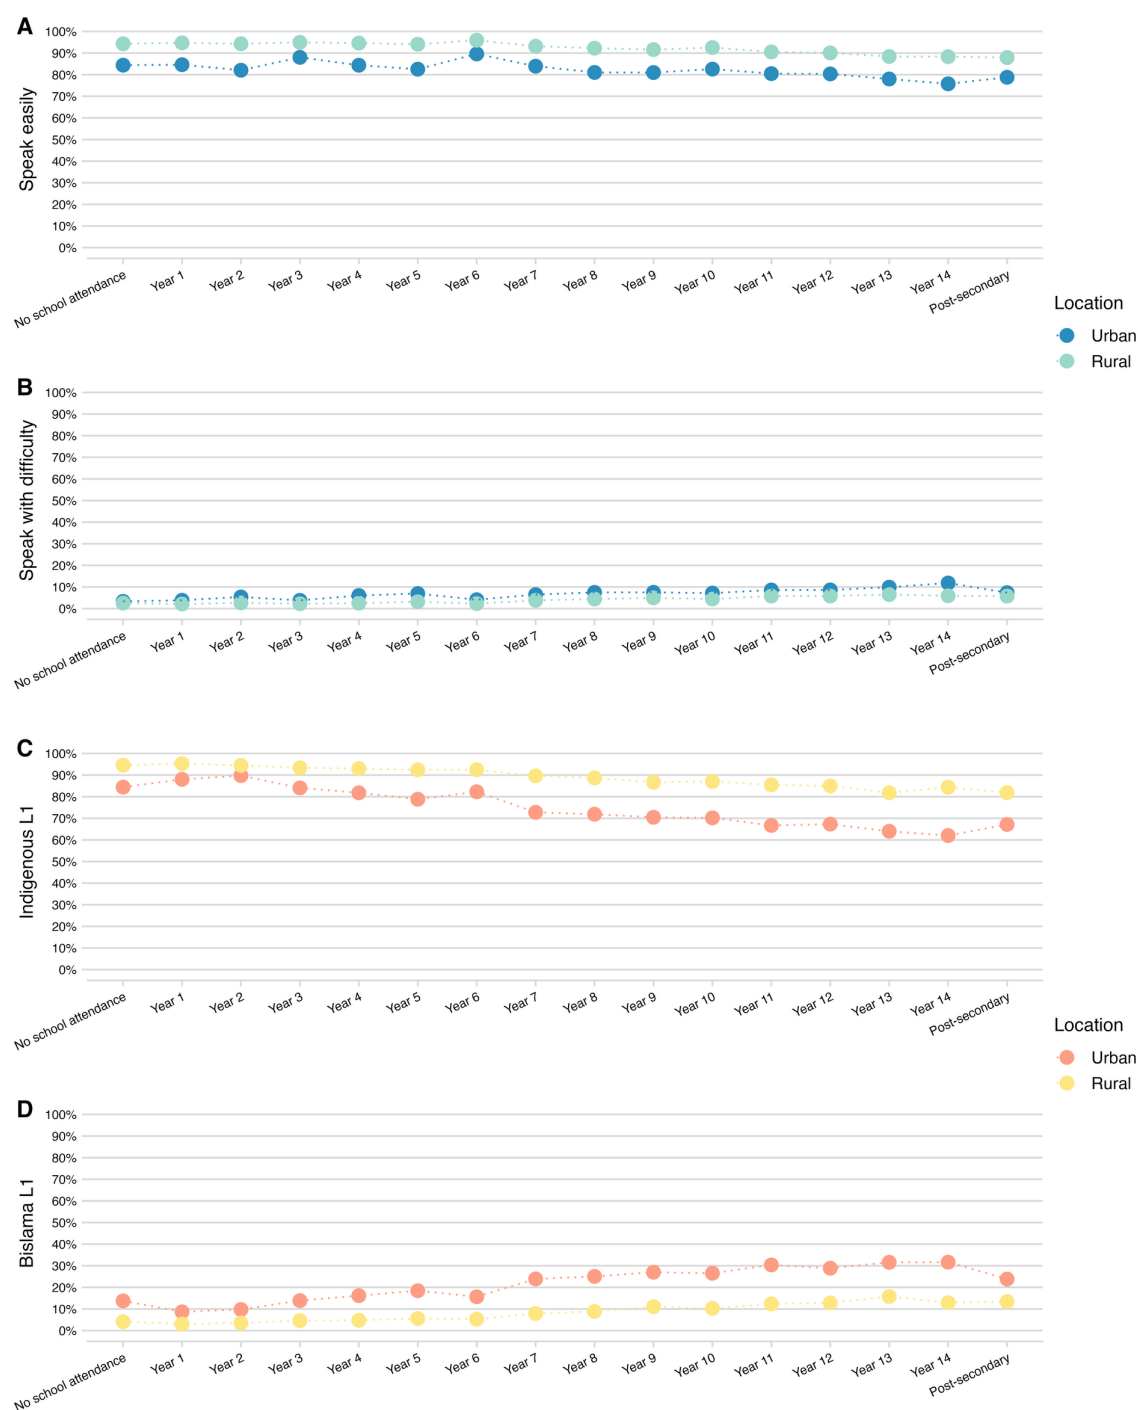 A
Speak easily
100%
90%
80%
70%
60%
50%
40%
30%
20%
10%
0%
No school attendance
Year 1
Year 2
Year 3
Year 4
Year 5
Year 6
Year 7
Year 8
Year 9
Year 10
Year 11
Year 12
Year 13
Year 14
Post-secondary
Location
Urban
Rural
B
Speak with difficulty
100%
90%
80%
70%
60%
50%
40%
30%
20%
10%
0%
No school attendance
Year 1
Year 2
Year 3
Year 4
Year 5
Year 6
Year 7
Year 8
Year 9
Year 10
Year 11
Year 12
Year 13
Year 14
Post-secondary
C
Indigenous L1
100%
90%
80%
70%
60%
50%
40%
30%
20%
10%
0%
No school attendance
Year 1
Year 2
Year 3
Year 4
Year 5
Year 6
Year 7
Year 8
Year 9
Year 10
Year 11
Year 12
Year 13
Year 14
Post-secondary
Location
Urban
Rural
D
Bislama L1
100%
90%
80%
70%
60%
50%
40%
30%
20%
10%
0%
No school attendance
Year 1
Year 2
Year 3
Year 4
Year 5
Year 6
Year 7
Year 8
Year 9
Year 10
Year 11
Year 12
Year 13
Year 14
Post-secondary